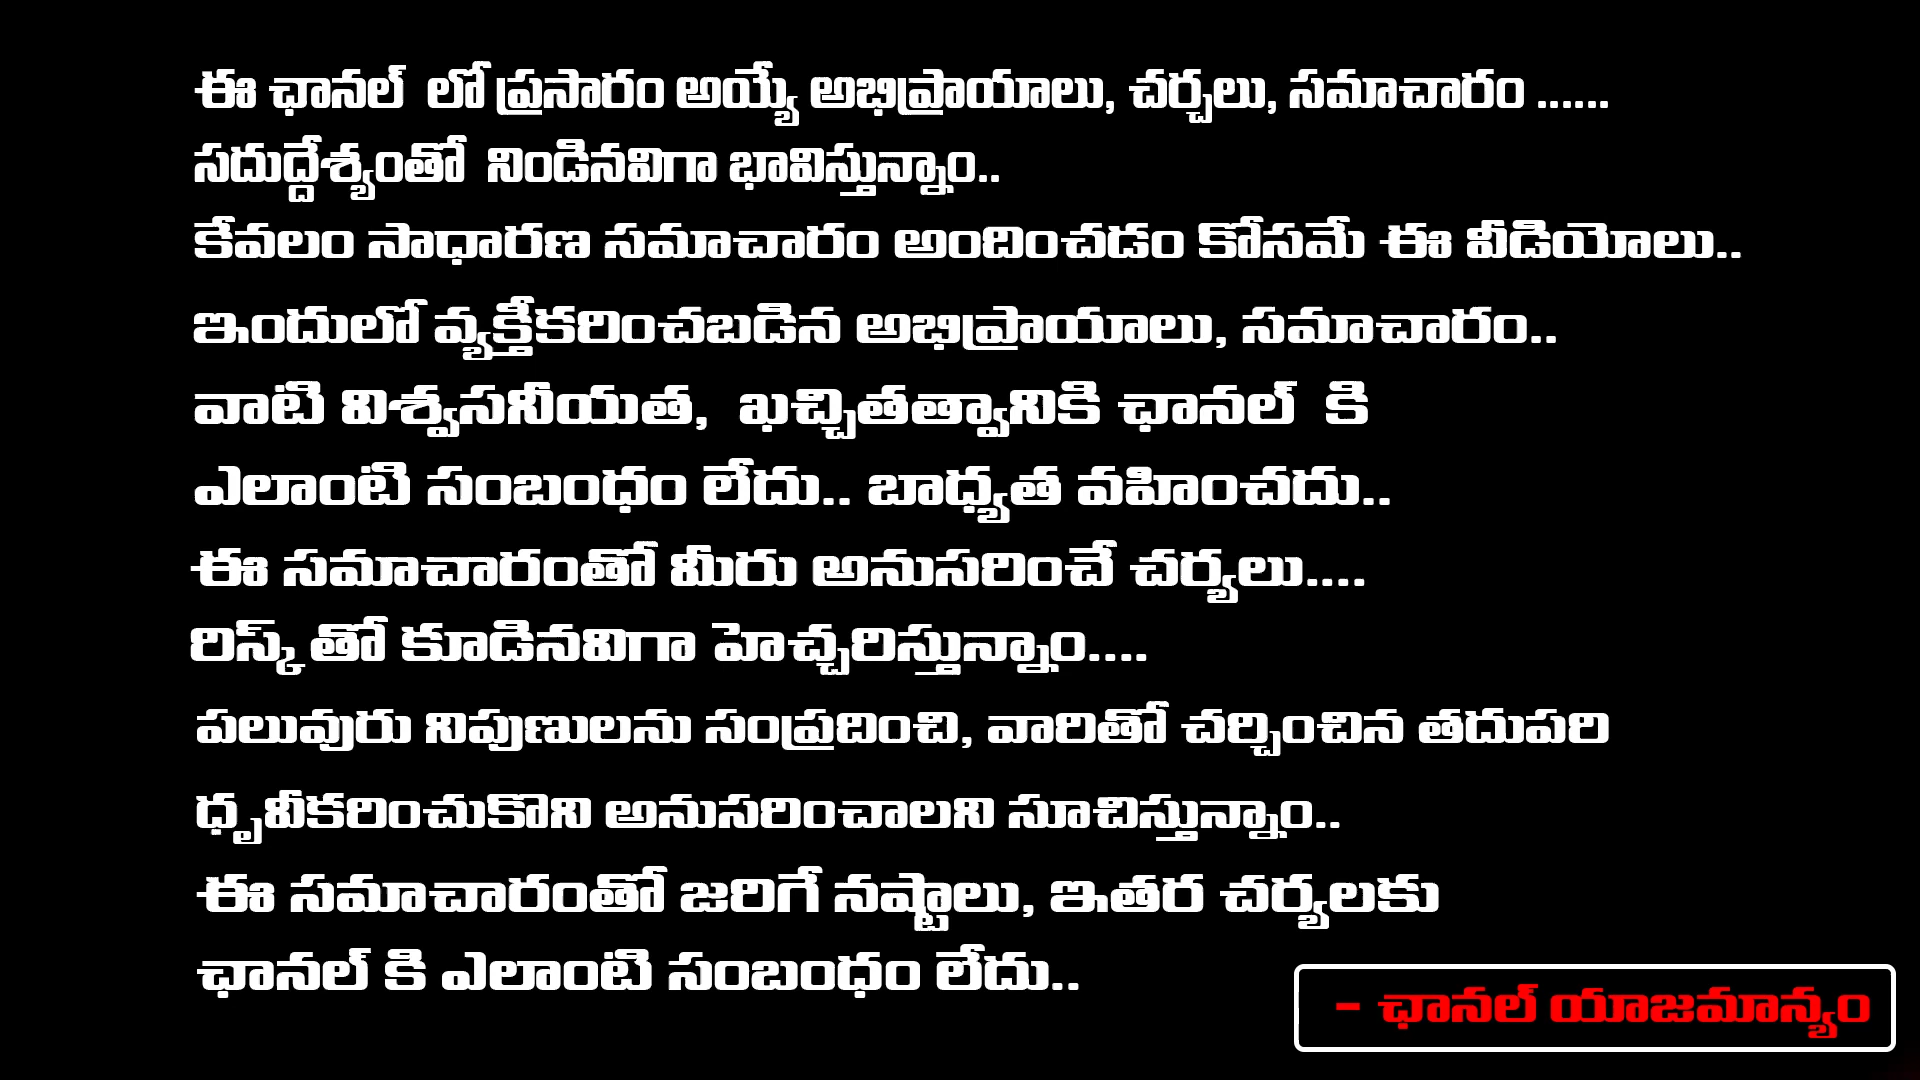 ఈ ఛానల్ లో ప్రసారం అయ్యే అభిప్రాయాలు, చర్చలు, సమాచారం ......
సదుద్దేశ్యంతో నిండినవిగా భావిస్తున్నాం..
కేవలం సాధారణ సమాచారం అందించడం కోసమే ఈ వీడియోలు..
ఇందులో వ్యక్తీకరించబడిన అభిప్రాయాలు, సమాచారం..
వాటి విశ్వసనీయత, ఖచ్చితత్వానికి ఛానల్ కి
ఎలాంటి సంబంధం లేదు.. బాధ్యత వహించదు..
ఈ సమాచారంతో మీరు అనుసరించే చర్యలు....
రిస్క్ తో కూడినవిగా హెచ్చరిస్తున్నాం....
పలువురు నిపుణులను సంప్రదించి, వారితో చర్చించిన తదుపరి
ధృవీకరించుకొని అనుసరించాలని సూచిస్తున్నాం..
ఈ సమాచారంతో జరిగే నష్టాలు, ఇతర చర్యలకు
ఛానల్ కి ఎలాంటి సంబంధం లేదు..
- ఛానల్ యాజమాన్యం